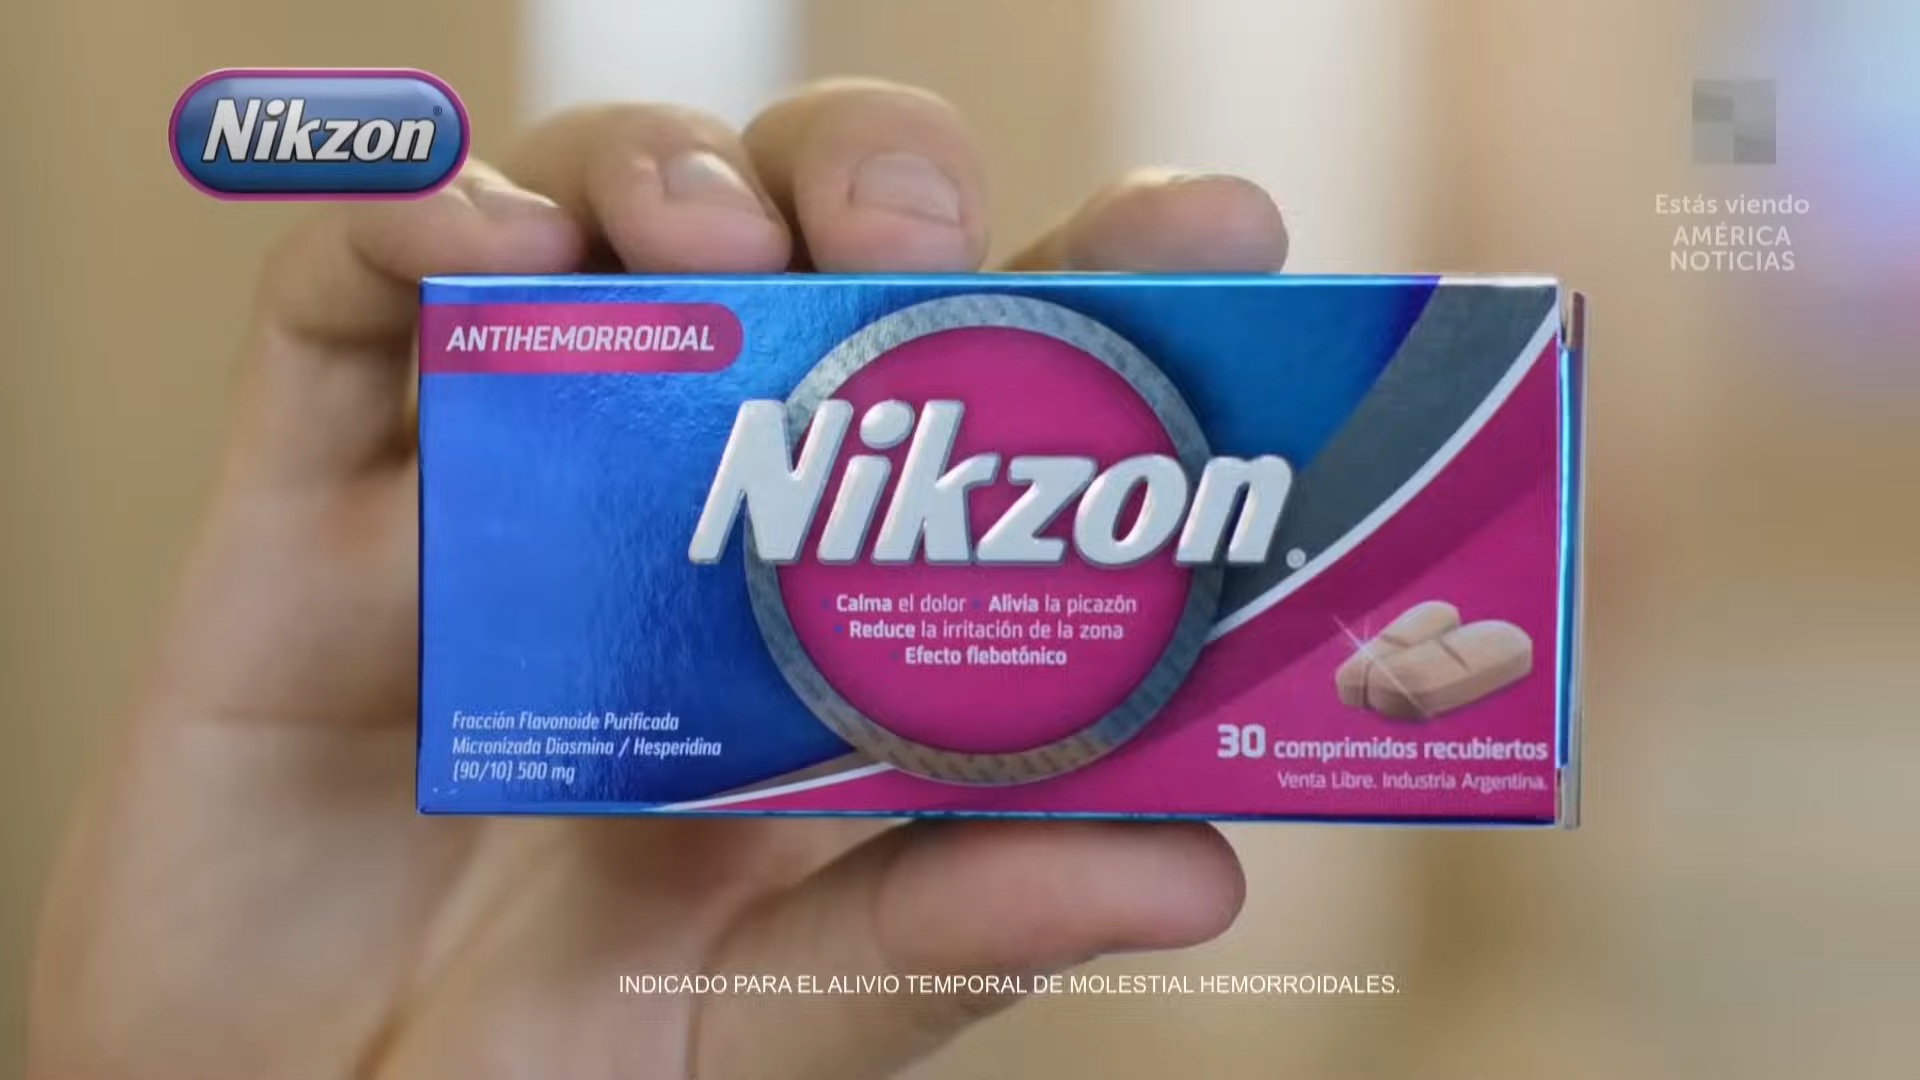 Nikzon
Estás viendo
AMÉRICA
NOTICIAS
ANTIHEMORROIDAL
Nikzon
Calma el dolor Alivia la picazón
Reduce la irritación de la zona
Efecto flebotónico
Fracción Flavonoide Purificada
Micronizada Diosmina / Hesperidina
(90/10) 500 mg
30 comprimidos recubiertos
Venta Libre. Industria Argentina.
INDICADO PARA EL ALIVIO TEMPORAL DE MOLESTIAL HEMORROIDALES.